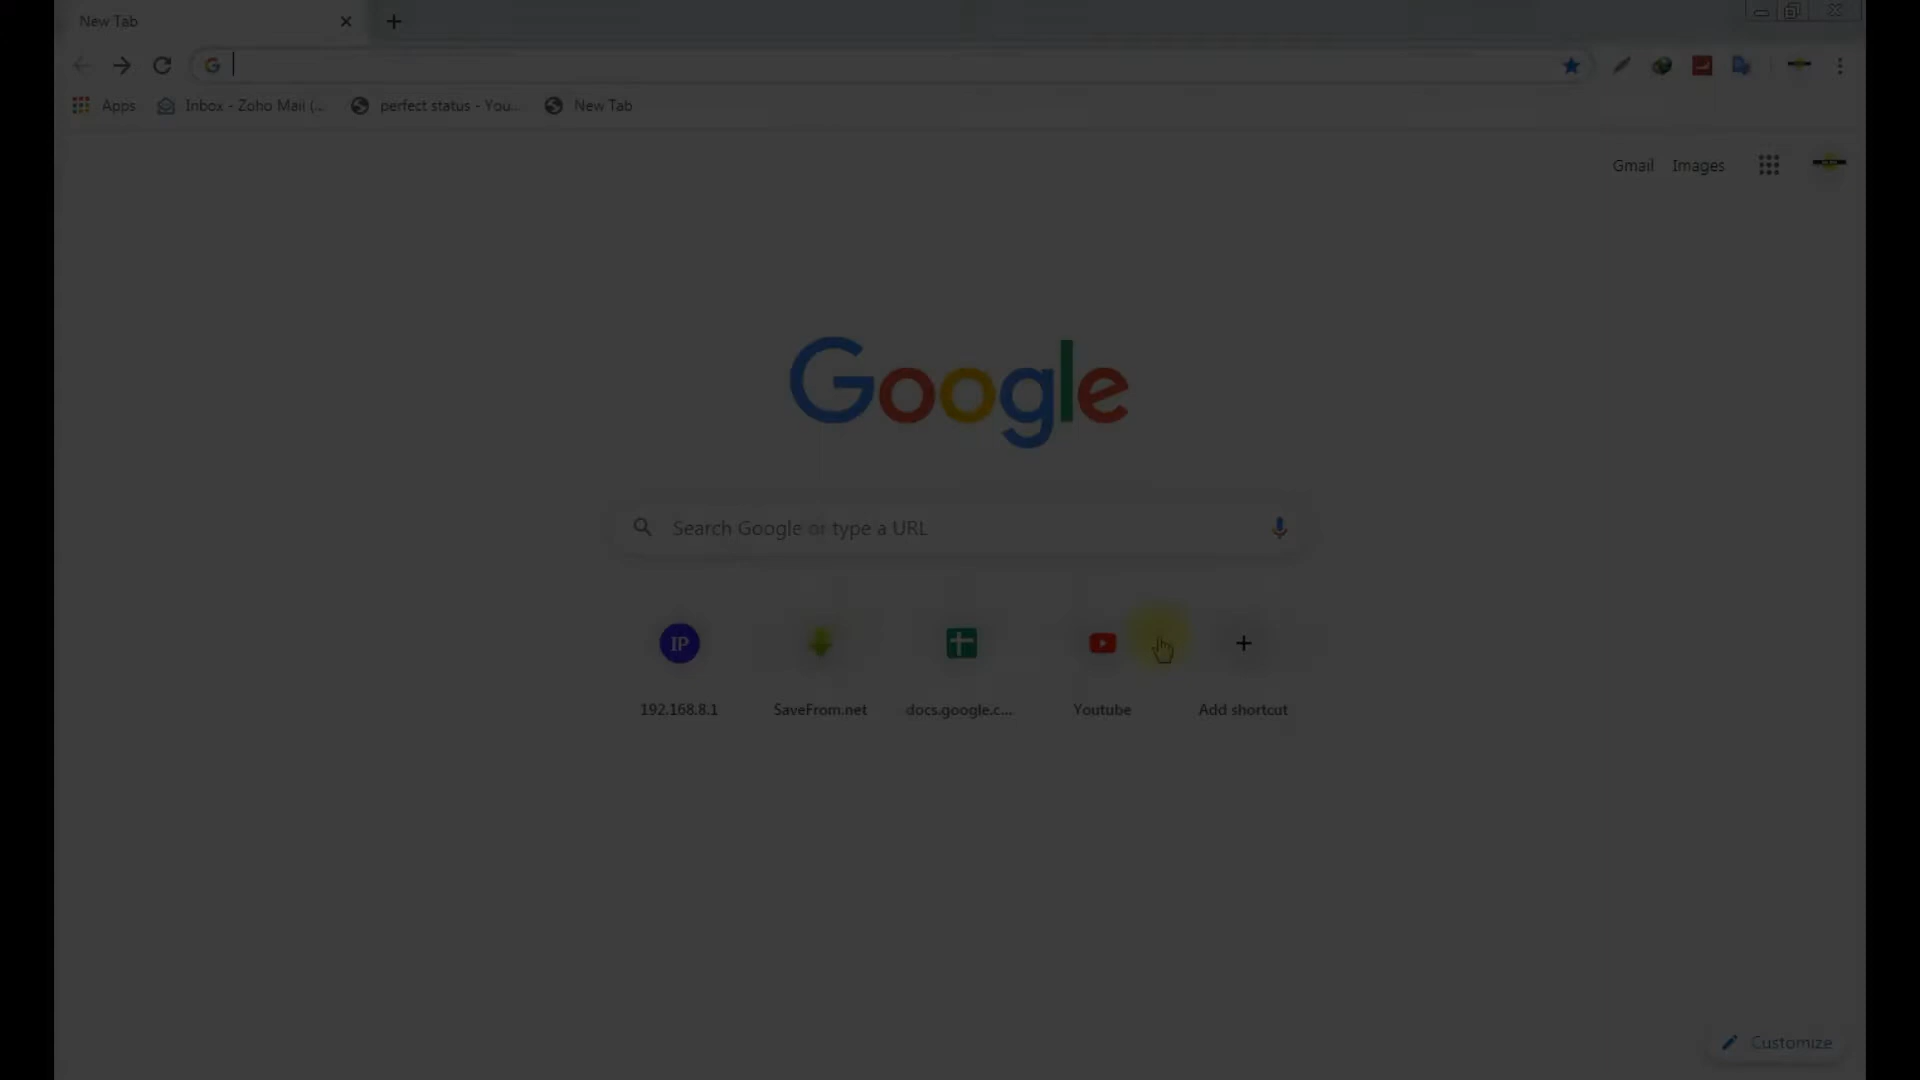 New Tab
Apps
Inbox - Zoho Mail (...
perfect status - You...
New Tab
Gmail
Images
Google
Search Google or type a URL
IP
192.168.8.1
SaveFrom.net
docs.google.c...
Youtube
Add shortcut
Customize